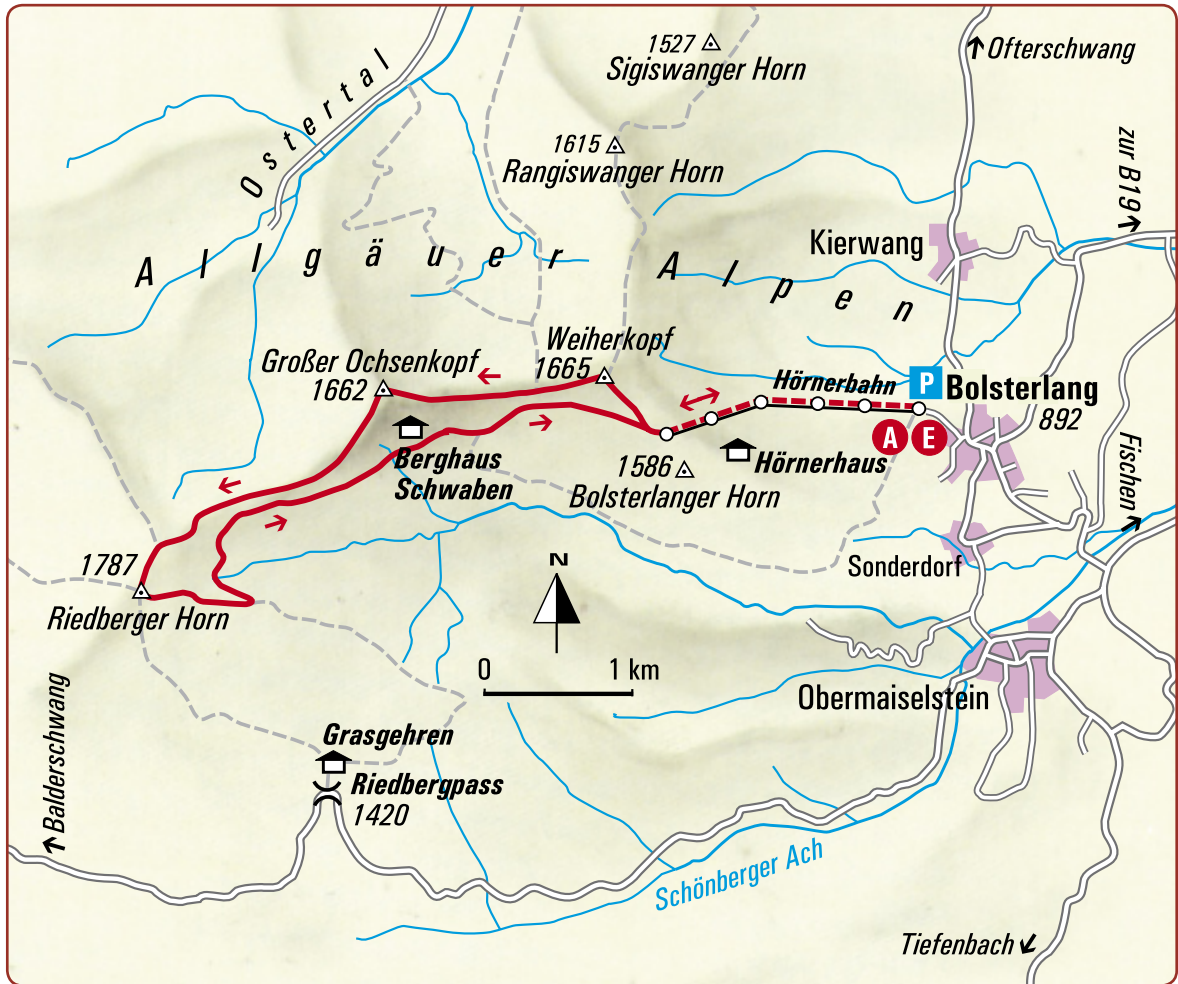 1527
Sigiswanger Horn
Ofterschwang
Ostertal
zur B19
1615
Rangiswanger Horn
Kierwang
Allgäuer Alpen
Weiherkopf
1665
Großer Ochsenkopf
1662
Hörnerbahn
P
Bolsterlang
892
A E
Berghaus
Schwaben
1586
Bolsterlanger Horn
Hörnerhaus
Fischen
1787
Riedberger Horn
Sonderdorf
N
0 1 km
Obermaiselstein
Balderschwang
Grasgehren
Riedbergpass
1420
Schönberger Ach
Tiefenbach